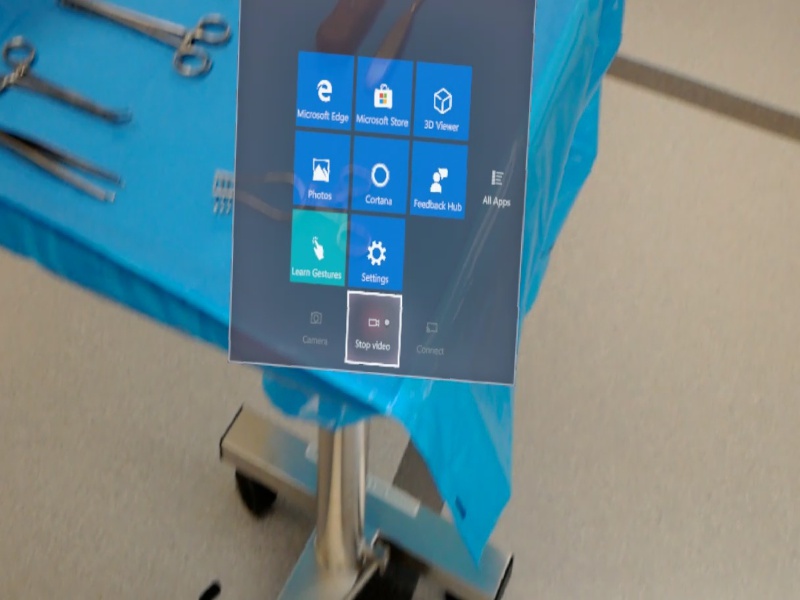 Microsoft Edge
Microsoft Store
3D Viewer
Photos
Cortana
Feedback Hub
All Apps
Learn Gestures
Settings
Camera
Stop video
Connect